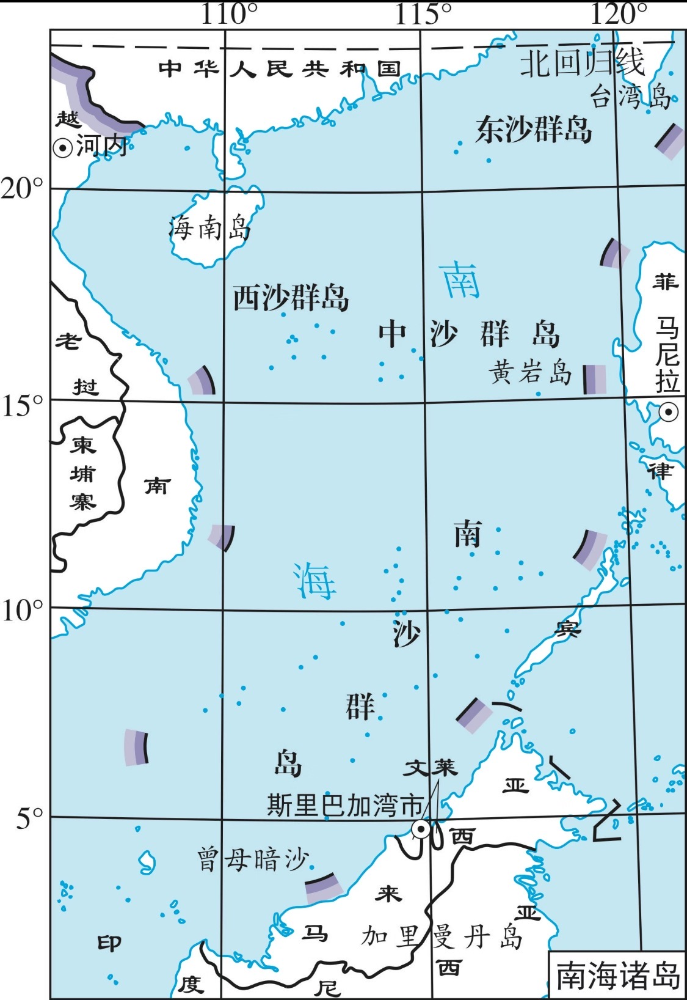 110° 115° 120°
北回归线
中华人民共和国
台湾岛
越
东沙群岛
河内
20°
海南岛
南
菲
西沙群岛
马尼拉
中沙群岛
老
黄岩岛
挝
15°
柬埔寨
律
南
南
海
10°
宾
沙
群
岛
文莱
亚
斯里巴加湾市
5°
西
曾母暗沙
来
亚
马
加里曼丹岛
印
西
度
尼
南海诸岛